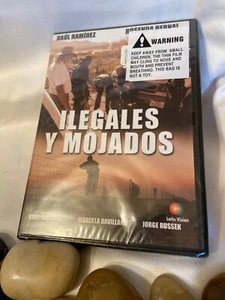 RAÚL RAMÍREZ
ROSENDA BERNAL
WARNING
KEEP AWAY FROM SMALL
CHILDREN. THE THIN FILM
MAY CLING TO NOSE AND
MOUTH AND PREVENT
BREATHING. THIS BAG IS
NOT A TOY.
ILEGALES
Y MOJADOS
MARCELA DAVILLAND
JORGE RUSSEK
Latin Vision